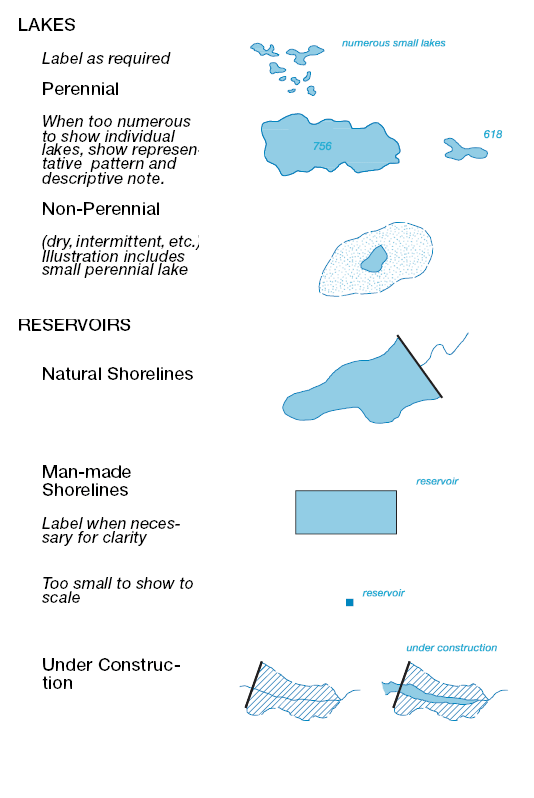 LAKES
Label as required
numerous small lakes
Perennial
When too numerous
to show individual
lakes, show represen-
tative pattern and
descriptive note.
756
618
Non-Perennial
(dry, intermittent, etc.)
Illustration includes
small perennial lake
RESERVOIRS
Natural Shorelines
Man-made
Shorelines
reservoir
Label when neces-
sary for clarity
Too small to show to
scale
reservoir
Under Construc-
tion
under construction